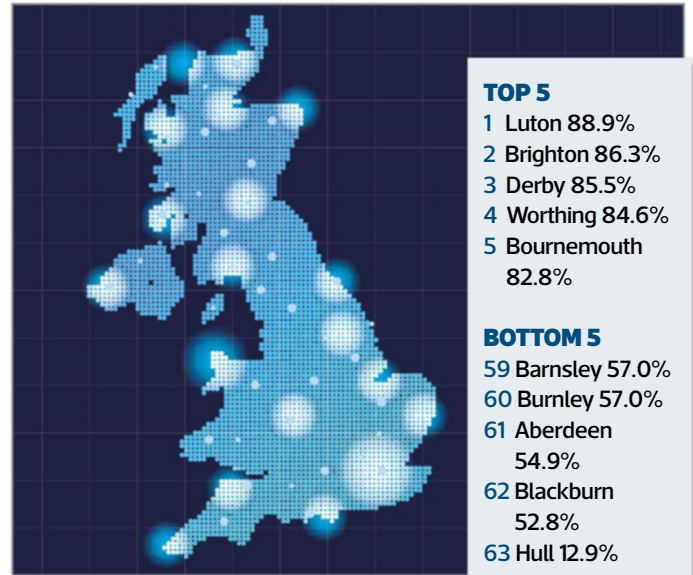 TOP 5
1 Luton 88.9%
2 Brighton 86.3%
3 Derby 85.5%
4 Worthing 84.6%
5 Bournemouth
82.8%
BOTTOM 5
59 Barnsley 57.0%
60 Burnley 57.0%
61 Aberdeen
54.9%
62 Blackburn
52.8%
63 Hull 12.9%